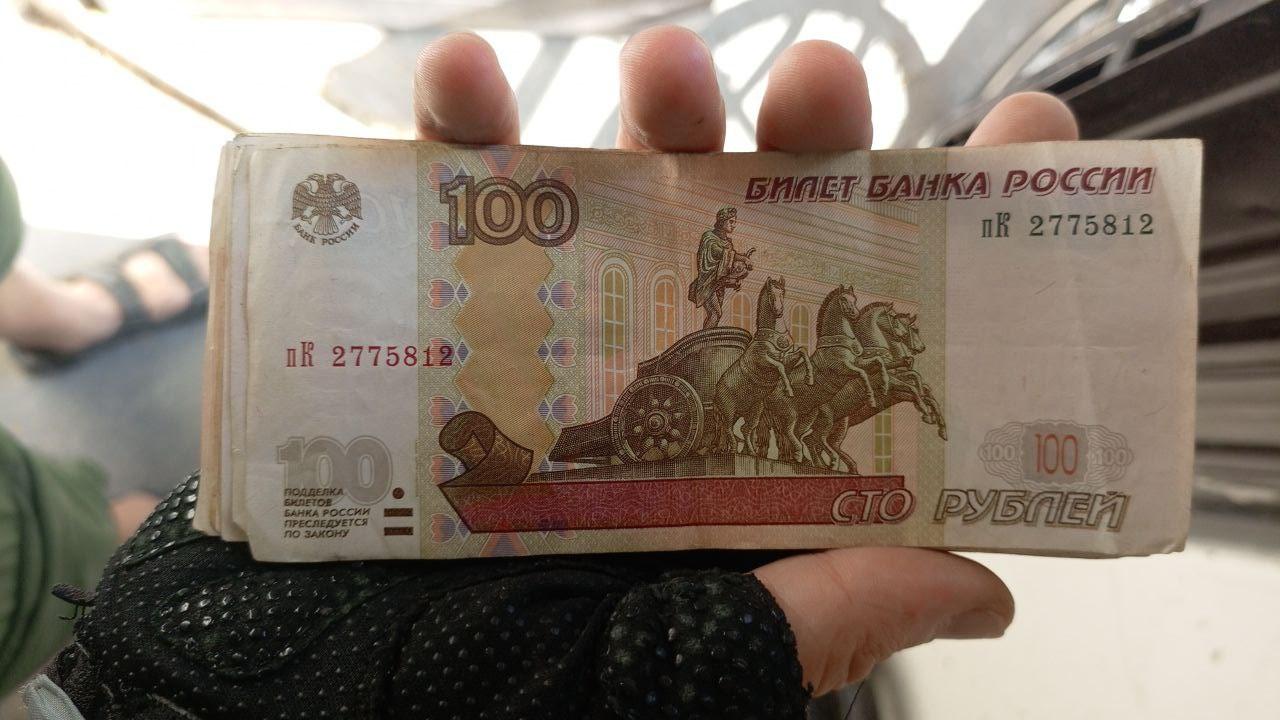 БАНК РОССИИ
100
БИЛЕТ БАНКА РОССИИ
пК 2775812
пК 2775812
100
ПОДДЕЛКА
БИЛЕТОВ
БАНКА РОССИИ
ПРЕСЛЕДУЕТСЯ
ПО ЗАКОНУ
100 100 100
СТО РУБЛЕЙ